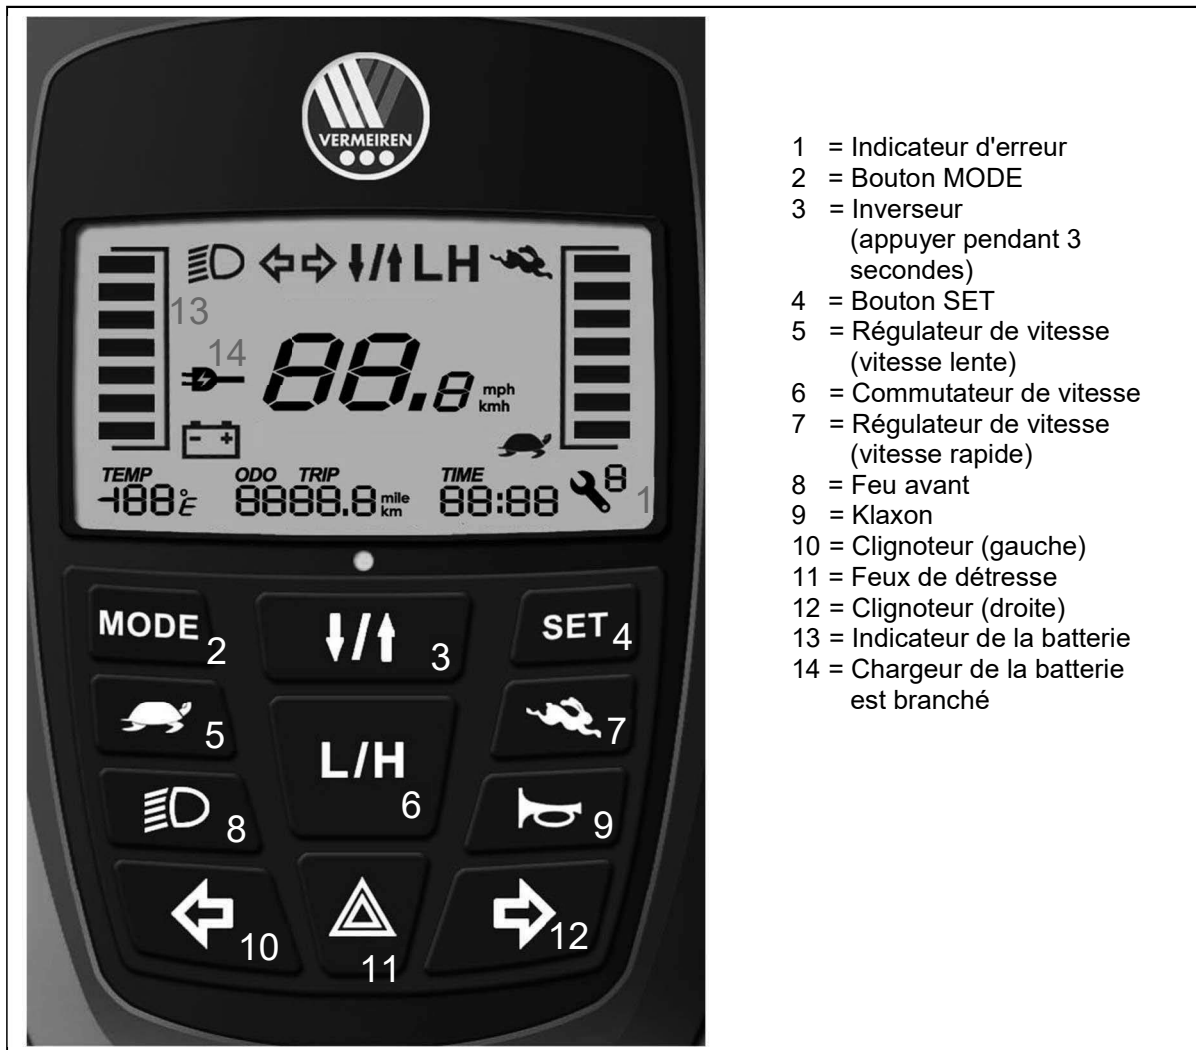 VERMEIREN
LH
13
14
88.8 mph
kmh
TEMP ODO TRIP TIME
-188°E 8888.8 mile
km 88:88 8 1
MODE 2
3
SET 4
5
L/H
6
7
8
9
10
11
12
1 = Indicateur d'erreur
2 = Bouton MODE
3 = Inverseur
(appuyer pendant 3
secondes)
4 = Bouton SET
5 = Régulateur de vitesse
(vitesse lente)
6 = Commutateur de vitesse
7 = Régulateur de vitesse
(vitesse rapide)
8 = Feu avant
9 = Klaxon
10 = Clignoteur (gauche)
11 = Feux de détresse
12 = Clignoteur (droite)
13 = Indicateur de la batterie
14 = Chargeur de la batterie
est branché